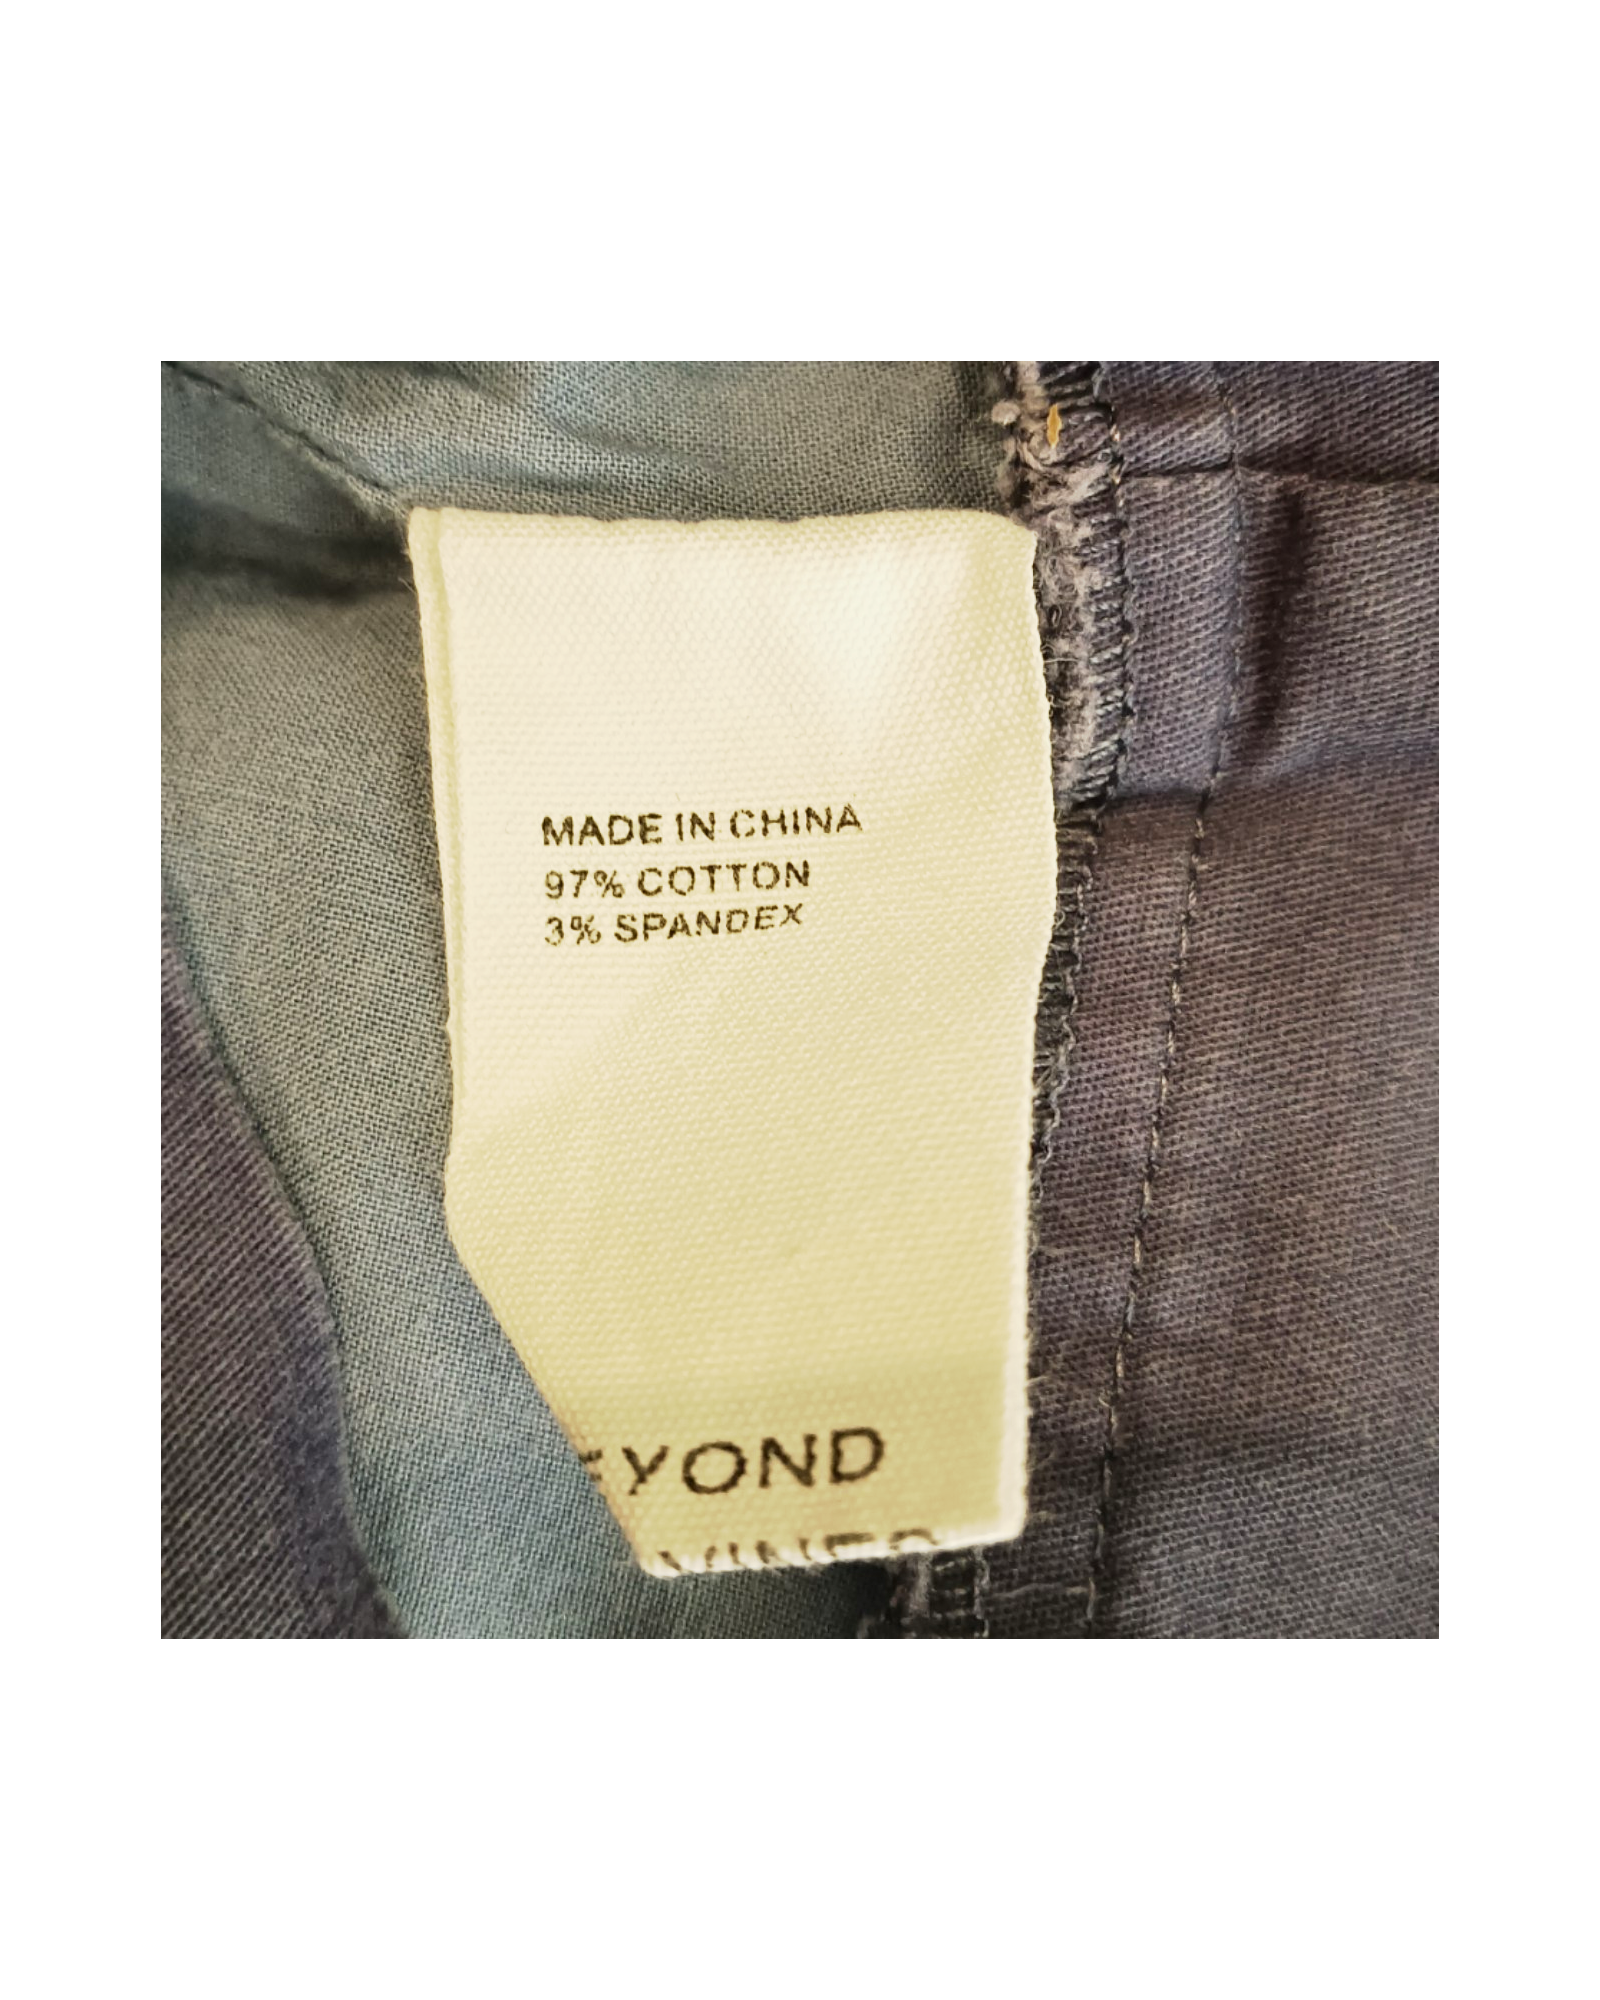 MADE IN CHINA
97% COTTON
3% SPANDEX
EYOND